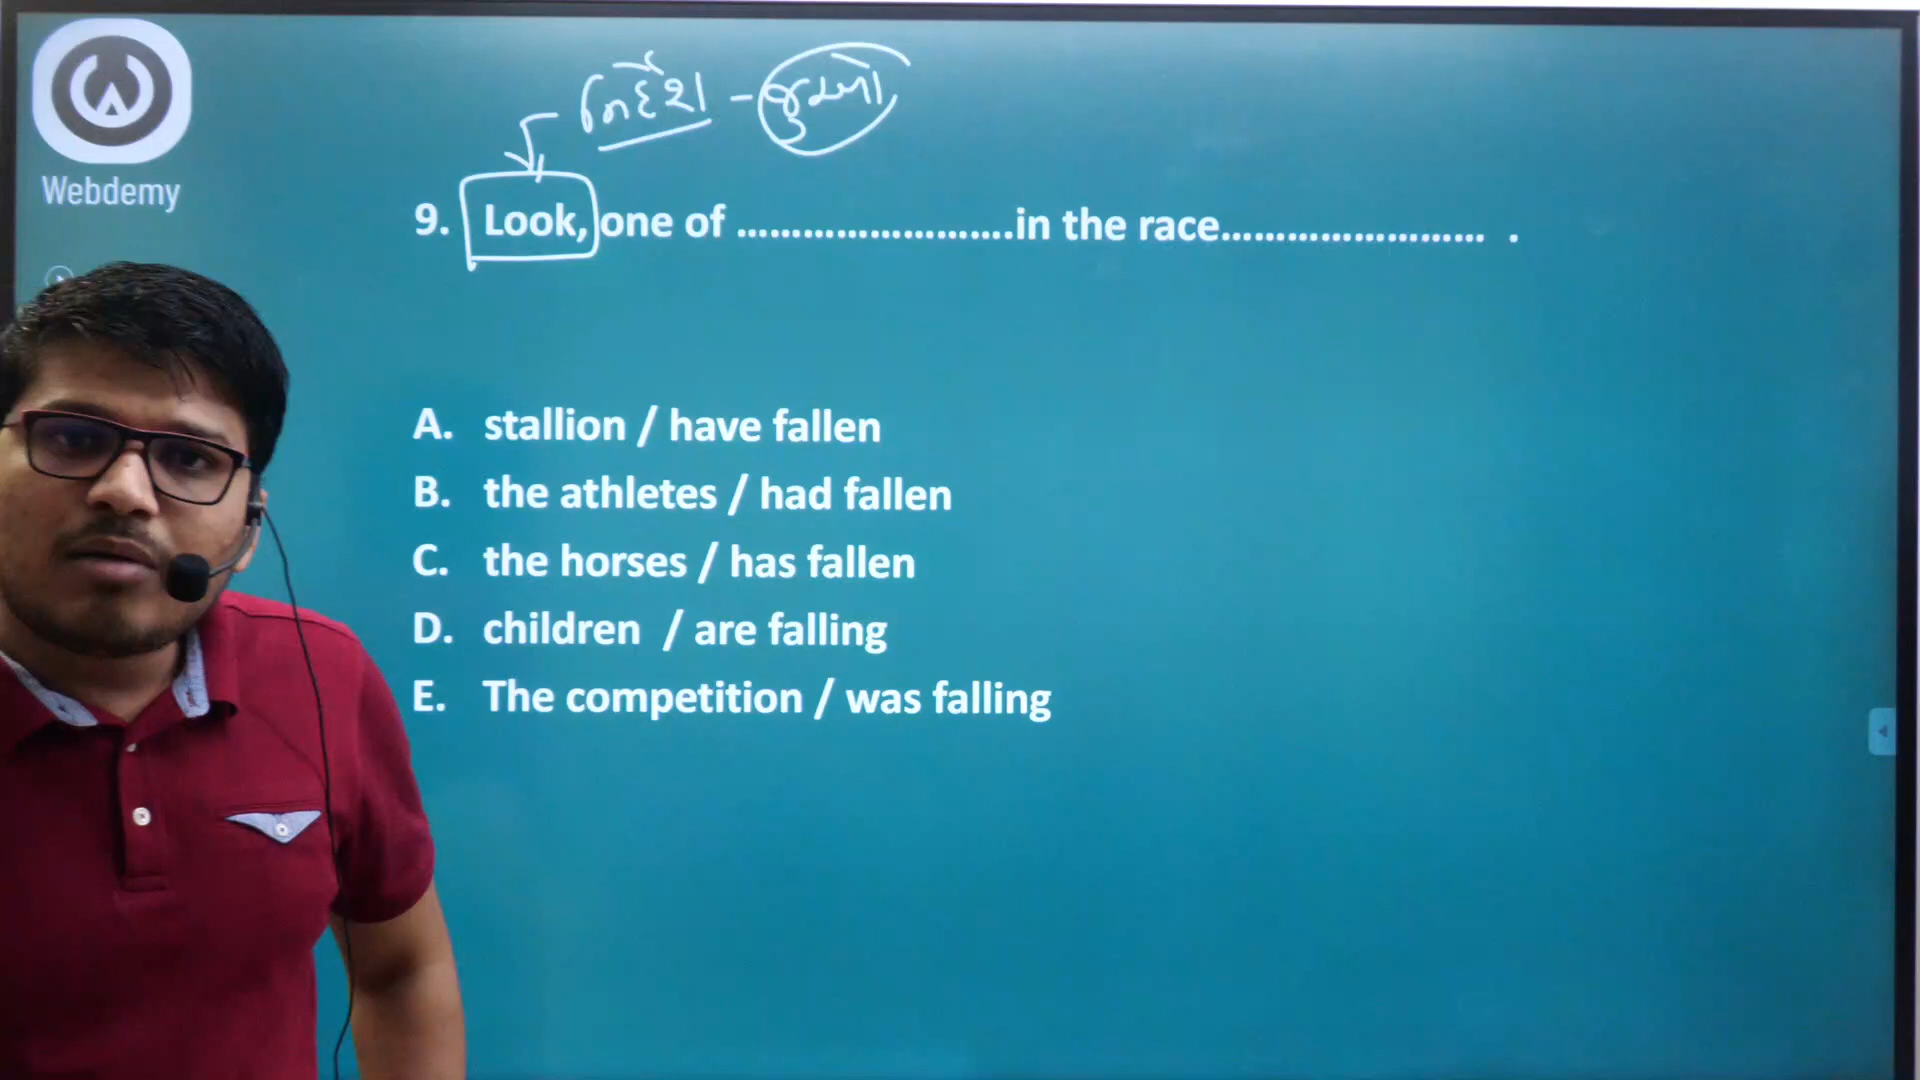 Webdemy
નિર્દેશ -
9. Look, one of ..........................in the race......................... .
A. stallion / have fallen
B. the athletes / had fallen
C. the horses / has fallen
D. children / are falling
E. The competition / was falling